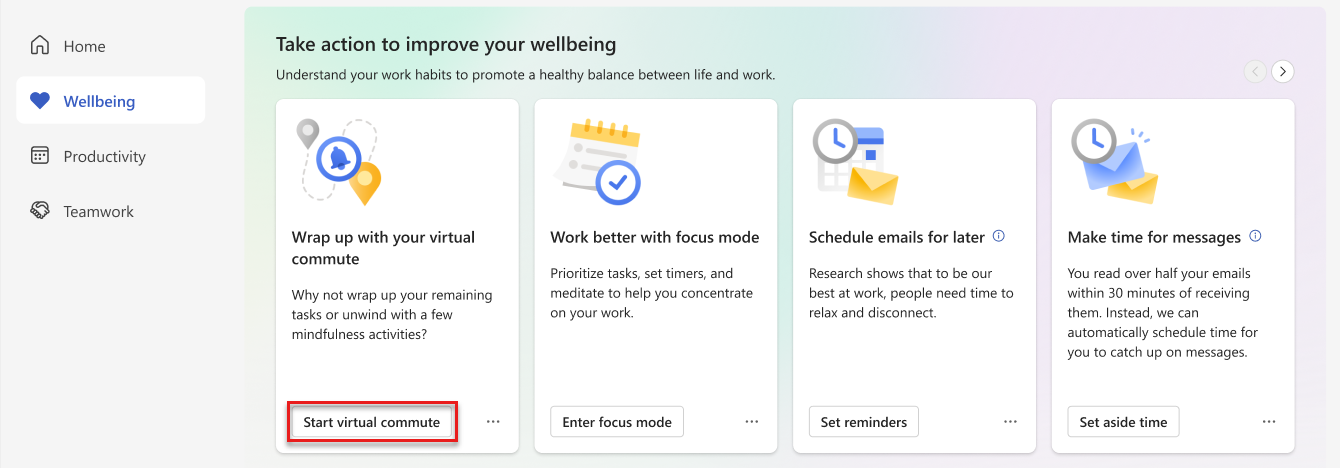 Home
Wellbeing
Productivity
Teamwork
Take action to improve your wellbeing
Understand your work habits to promote a healthy balance between life and work.
Wrap up with your virtual
commute
Why not wrap up your remaining
tasks or unwind with a few
mindfulness activities?
Start virtual commute
Work better with focus mode
Prioritize tasks, set timers, and
meditate to help you concentrate
on your work.
Enter focus mode
Schedule emails for later
Research shows that to be our
best at work, people need time to
relax and disconnect.
Set reminders
Make time for messages
You read over half your emails
within 30 minutes of receiving
them. Instead, we can
automatically schedule time for
you to catch up on messages.
Set aside time